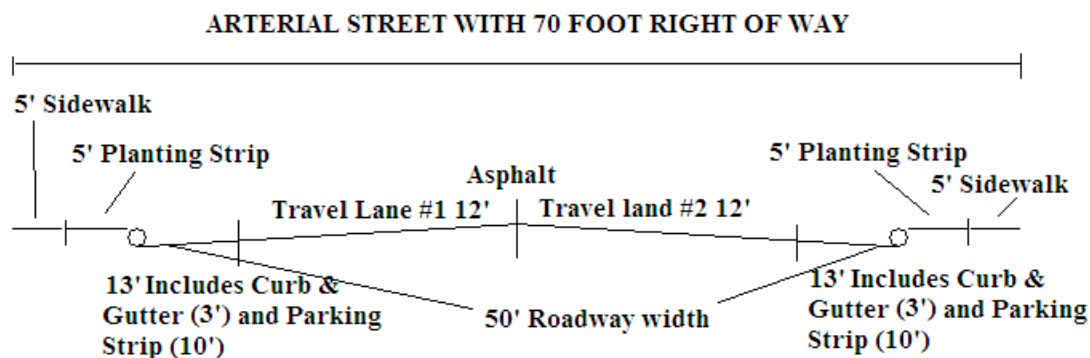 ARTERIAL STREET WITH 70 FOOT RIGHT OF WAY
5' Sidewalk
5' Planting Strip
Asphalt
5' Planting Strip
5' Sidewalk
Travel Lane #1 12'
Travel land #2 12'
13' Includes Curb &
Gutter (3') and Parking
Strip (10')
50' Roadway width
13' Includes Curb &
Gutter (3') and Parking
Strip (10')